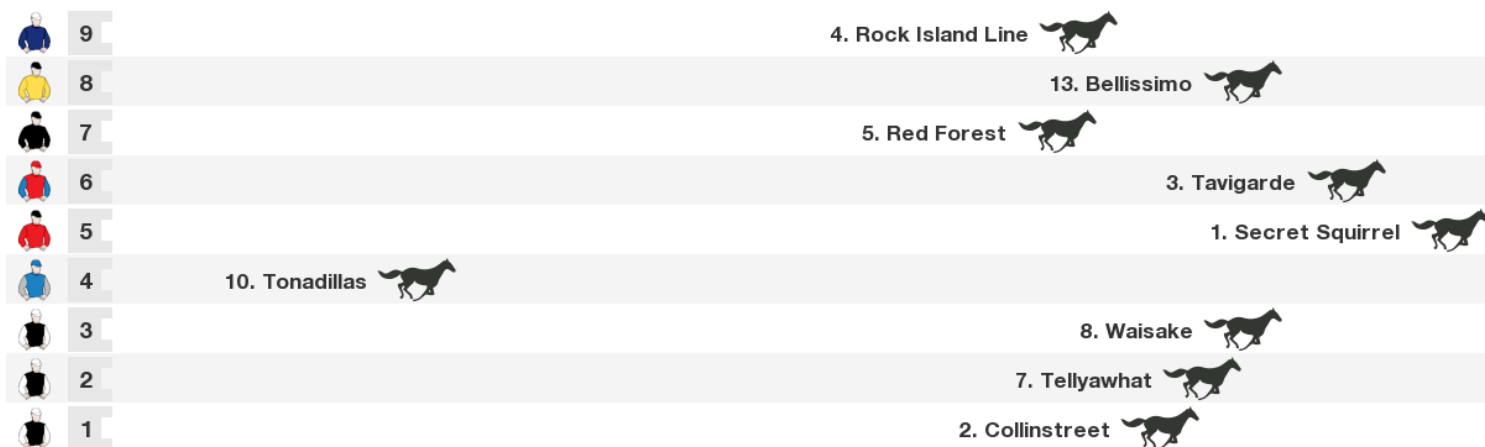 9 4. Rock Island Line
8 13. Bellissimo
7 5. Red Forest
6 3. Tavigarde
5 1. Secret Squirrel
4 10. Tonadillas
3 8. Waisake
2 7. Tellyawhat
1 2. Collinstreet